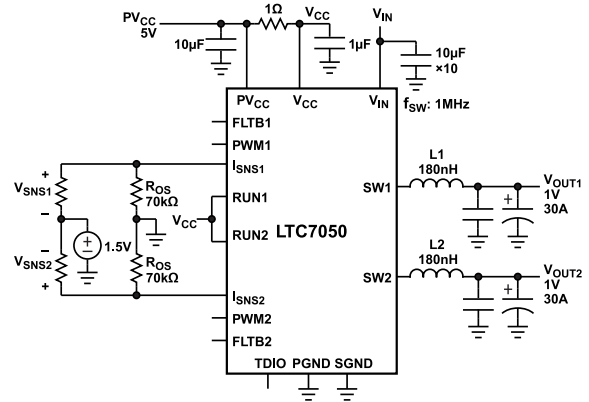 PVCC
5V
1Ω
VCC
VIN
10µF
1µF
10µF
×10
PVCC
VCC
VIN
fSW: 1MHz
FLTB1
PWM1
ISNS1
L1
180nH
SW1
VOUT1
1V
30A
+
+
VSNS1
−
ROS
70kΩ
RUN1
VCC
LTC7050
RUN2
+
−
1.5V
−
VSNS2
+
ROS
70kΩ
L2
180nH
SW2
VOUT2
1V
30A
+
ISNS2
PWM2
FLTB2
TDIO PGND SGND